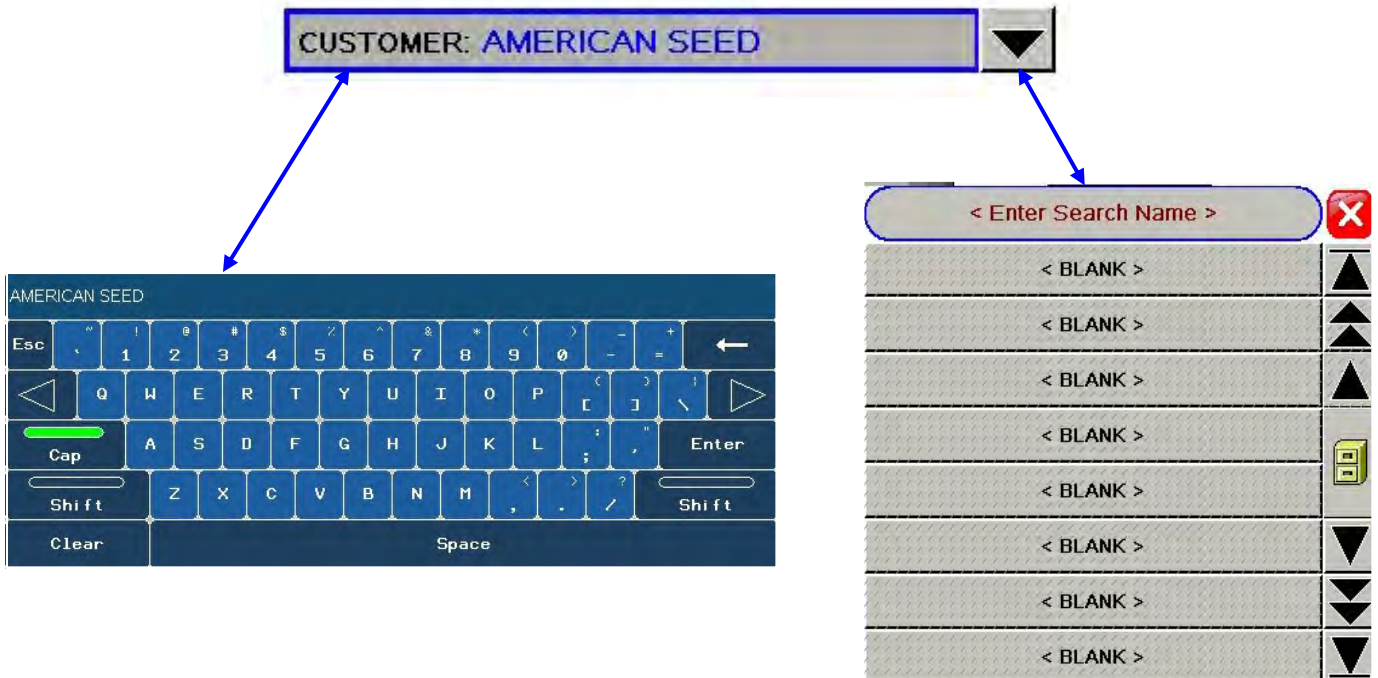 CUSTOMER: AMERICAN SEED
< Enter Search Name >
< BLANK >
< BLANK >
< BLANK >
< BLANK >
< BLANK >
< BLANK >
< BLANK >
< BLANK >
AMERICAN SEED
Esc ~ ` ! 1 @ 2 # 3 $ 4 % 5 ^ 6 & 7 * 8 ( 9 ) 0 _ - + =
Q W E R T Y U I O P { [ } ] | \
Cap A S D F G H J K L : ; " ' Enter
Shift Z X C V B N M < , > . ? / Shift
Clear Space